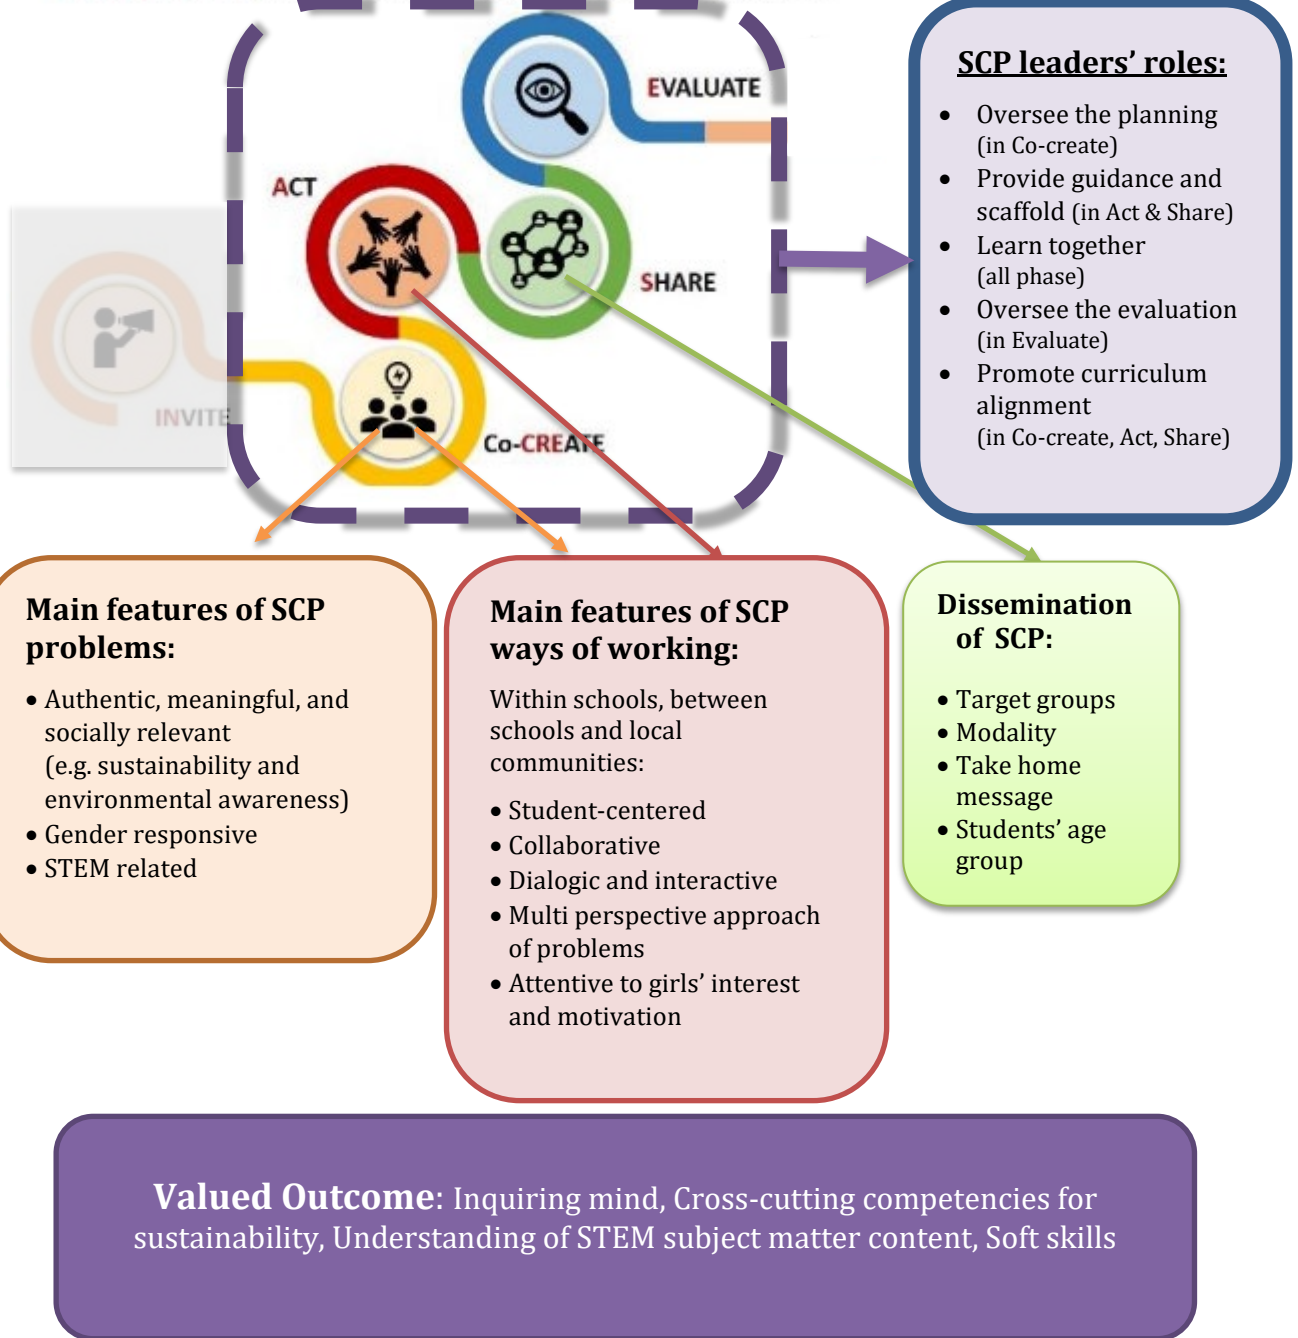 EVALUATE
ACT
SHARE
INVITE
Co-CREATE
SCP leaders’ roles:
• Oversee the planning
(in Co-create)
• Provide guidance and
scaffold (in Act & Share)
• Learn together
(all phase)
• Oversee the evaluation
(in Evaluate)
• Promote curriculum
alignment
(in Co-create, Act, Share)
Main features of SCP
problems:
• Authentic, meaningful, and
socially relevant
(e.g. sustainability and
environmental awareness)
• Gender responsive
• STEM related
Main features of SCP
ways of working:
Within schools, between
schools and local
communities:
• Student-centered
• Collaborative
• Dialogic and interactive
• Multi perspective approach
of problems
• Attentive to girls’ interest
and motivation
Dissemination
of SCP:
• Target groups
• Modality
• Take home
message
• Students’ age
group
Valued Outcome: Inquiring mind, Cross-cutting competencies for
sustainability, Understanding of STEM subject matter content, Soft skills